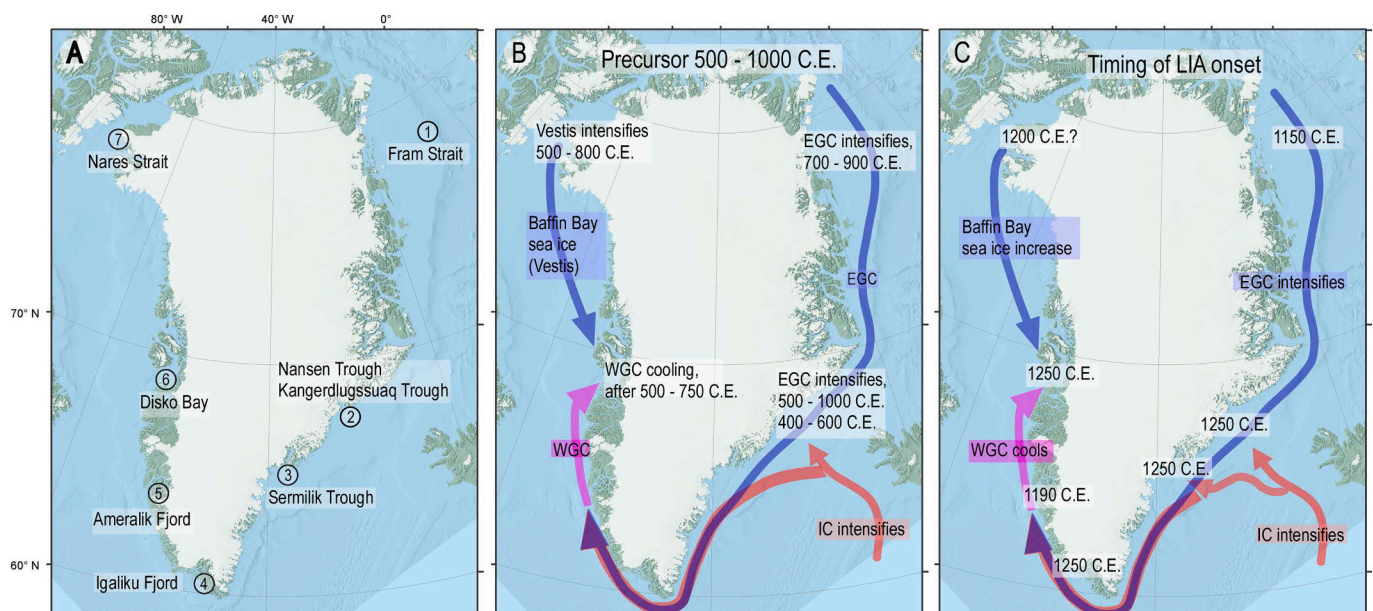 80° W
40° W
0°
70° N
60° N
A
1
Fram Strait
7
Nares Strait
Nansen Trough
Kangerdlugssuaq Trough
2
6
Disko Bay
3
Sermilik Trough
5
Ameralik Fjord
Igaliku Fjord
4
B
Precursor 500 - 1000 C.E.
Vestis intensifies
500 - 800 C.E.
EGC intensifies,
700 - 900 C.E.
Baffin Bay
sea ice
(Vestis)
EGC
WGC cooling,
after 500 - 750 C.E.
EGC intensifies,
500 - 1000 C.E.
400 - 600 C.E.
WGC
IC intensifies
C
Timing of LIA onset
1200 C.E.?
1150 C.E.
Baffin Bay
sea ice increase
EGC intensifies
1250 C.E.
1250 C.E.
WGC cools
1250 C.E.
1190 C.E.
IC intensifies
1250 C.E.